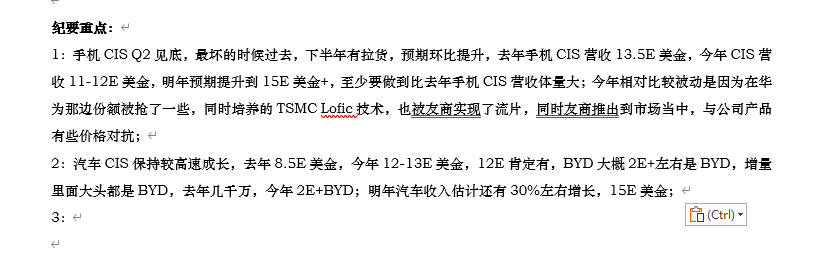 纪要重点：
1：手机 CIS Q2 见底，最坏的时候过去，下半年有拉货，预期环比提升，去年手机 CIS 营收 13.5E 美金，今年 CIS 营
收 11-12E 美金，明年预期提升到 15E 美金+，至少要做到比去年手机 CIS 营收体量大；今年相对比较被动是因为在华
为那边份额被抢了一些，同时培养的 TSMC Lofic 技术，也被友商实现了流片，同时友商推出到市场当中，与公司产品
有些价格对抗；
2：汽车 CIS 保持较高速成长，去年 8.5E 美金，今年 12-13E 美金，12E 肯定有，BYD 大概 2E+左右是 BYD，增量
里面大头都是 BYD，去年几千万，今年 2E+BYD；明年汽车收入估计还有 30%左右增长，15E 美金；
3：
(Ctrl)